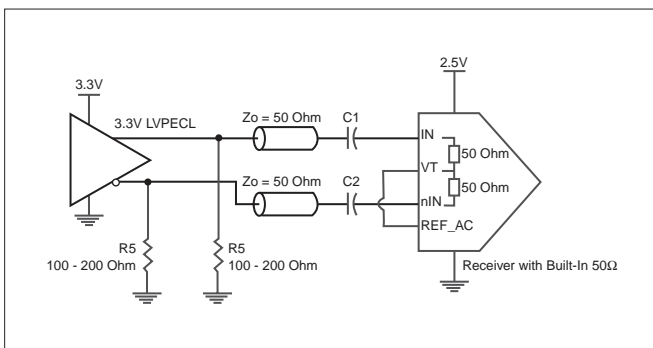 3.3V
3.3V LVPECL
R5
100 - 200 Ohm
R5
100 - 200 Ohm
Zo = 50 Ohm
C1
Zo = 50 Ohm
C2
2.5V
IN
50 Ohm
VT
50 Ohm
nIN
REF_AC
Receiver with Built-In 50Ω